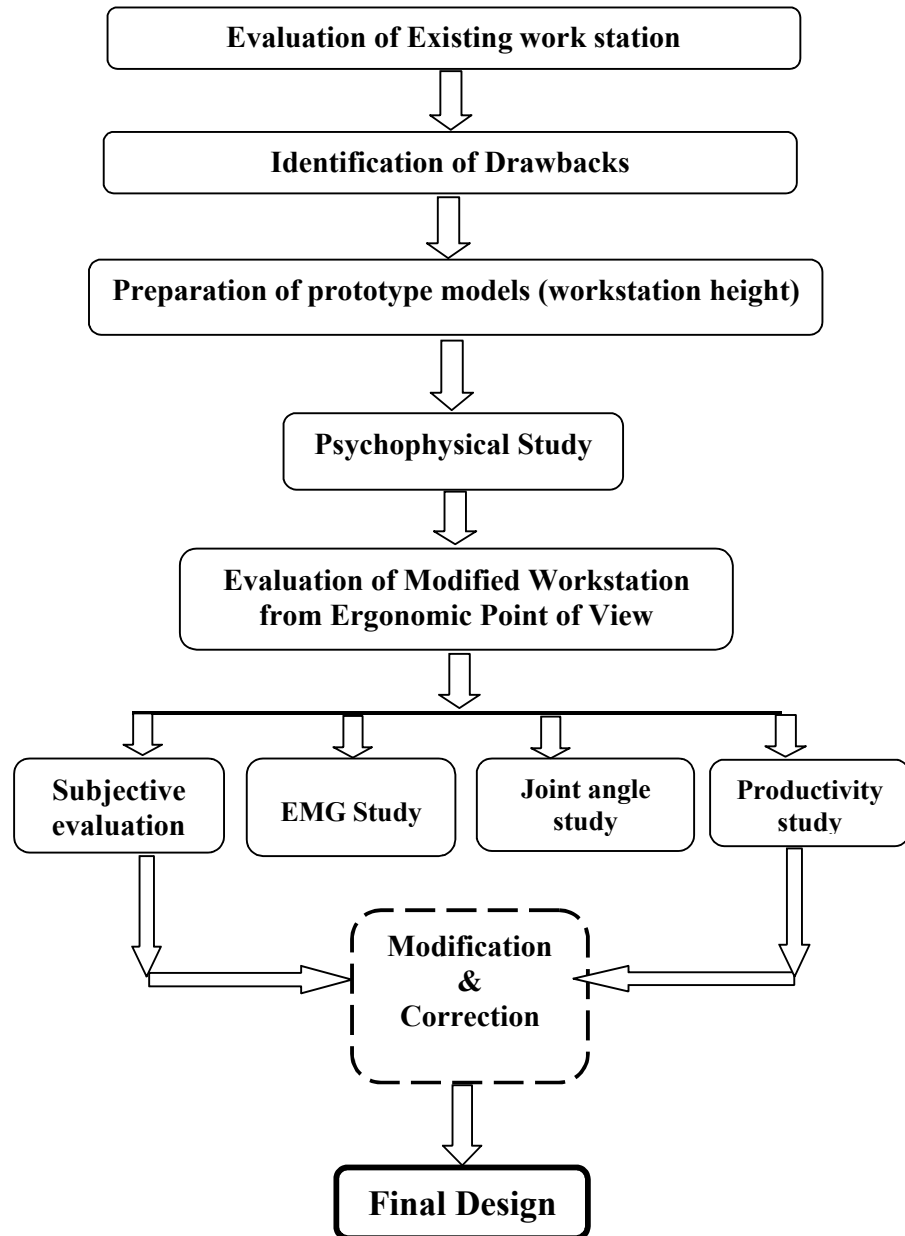 Evaluation of Existing work station
Identification of Drawbacks
Preparation of prototype models (workstation height)
Psychophysical Study
Evaluation of Modified Workstation
from Ergonomic Point of View
Subjective
evaluation
EMG Study
Joint angle
study
Productivity
study
Modification
&
Correction
Final Design